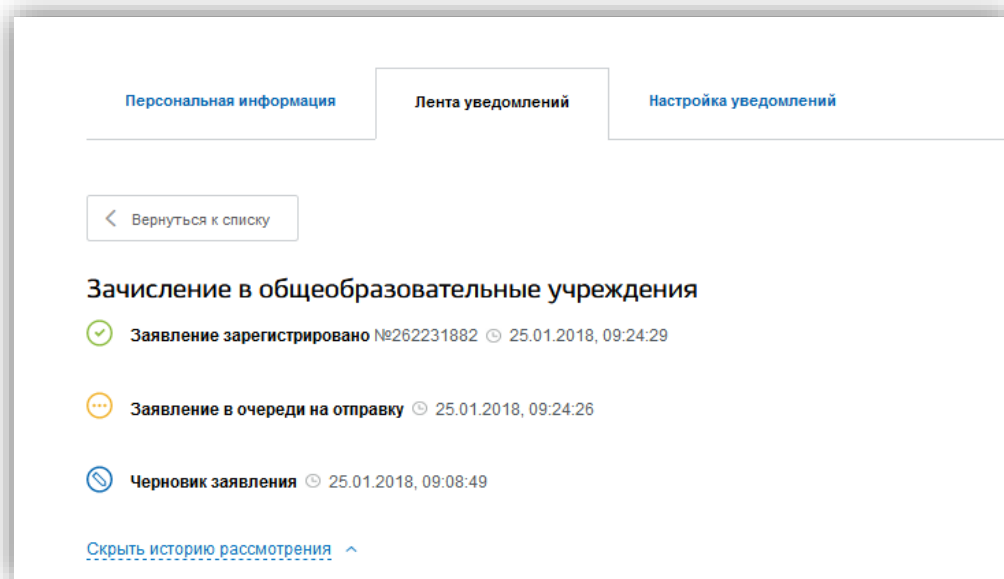 Персональная информация Лента уведомлений Настройка уведомлений
Вернуться к списку
Зачисление в общеобразовательные учреждения
Заявление зарегистрировано №262231882 25.01.2018, 09:24:29
Заявление в очереди на отправку 25.01.2018, 09:24:26
Черновик заявления 25.01.2018, 09:08:49
Скрыть историю рассмотрения